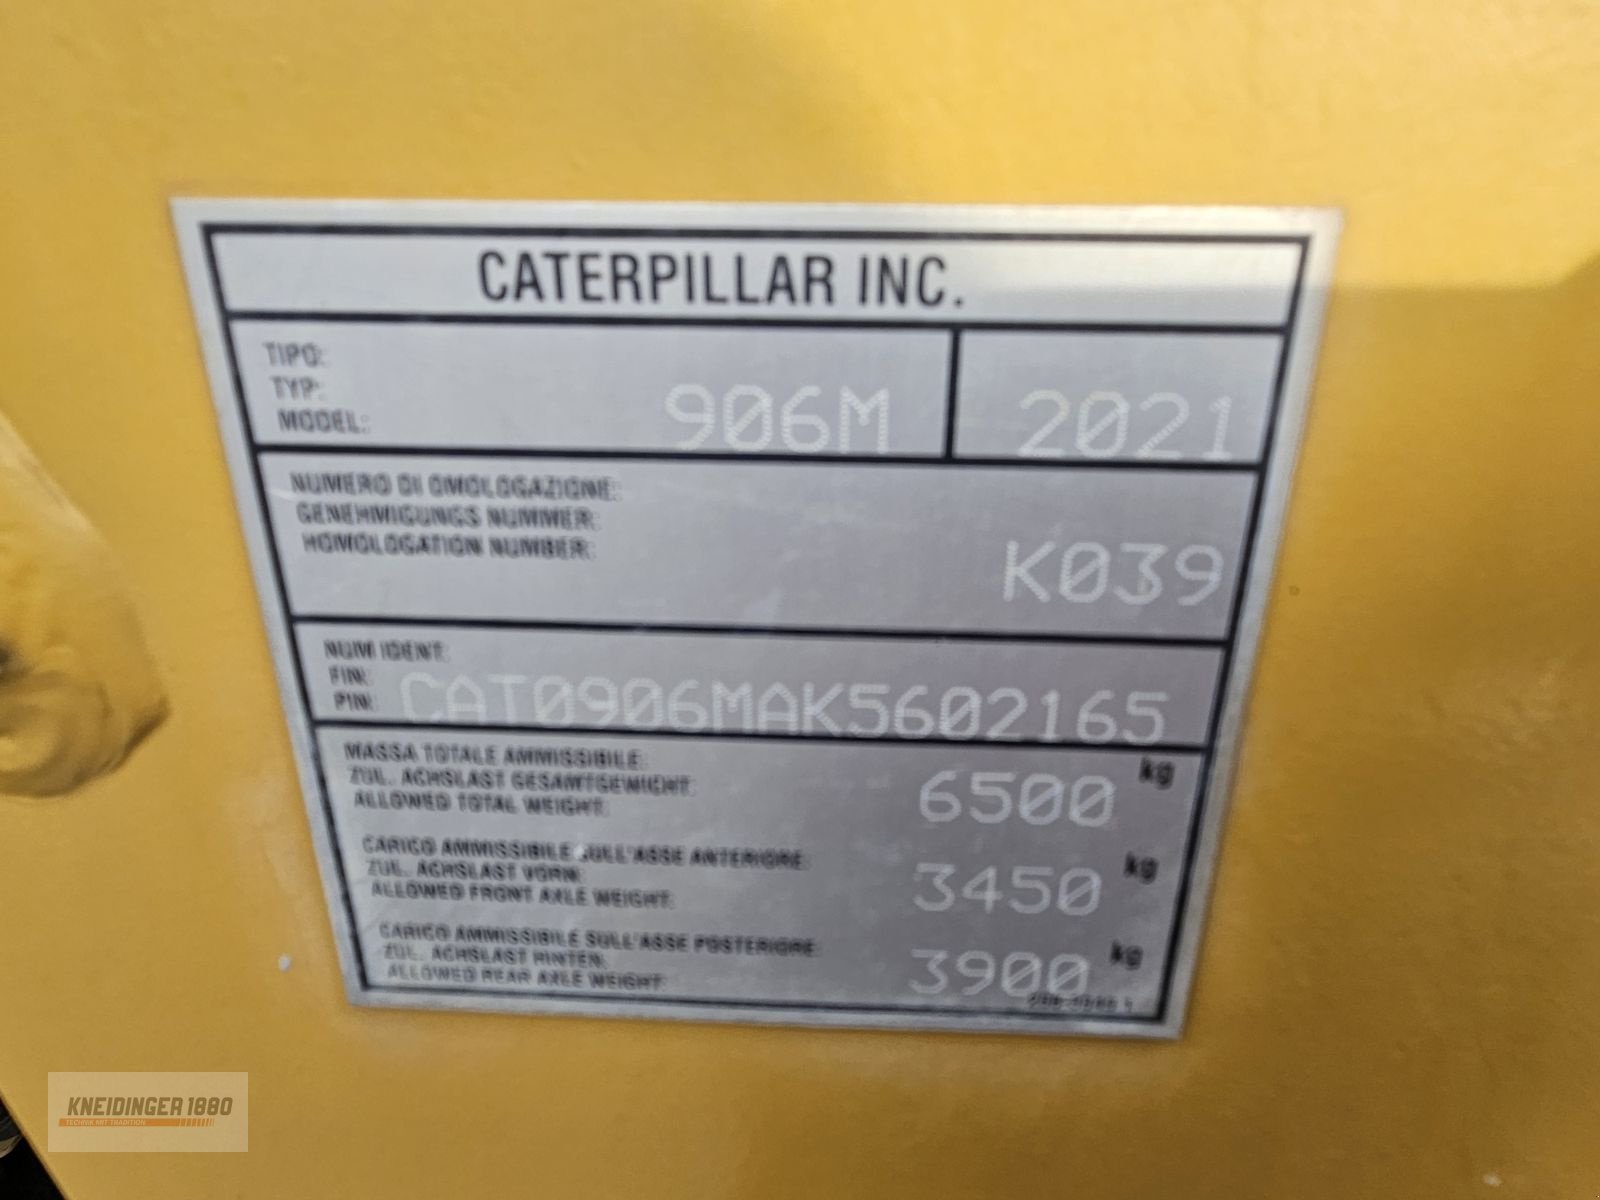 CATERPILLAR INC.
TIPO:
TYP:
MODEL:
906M
2021
NUMERO DI OMOLOGAZIONE:
GENEHMIGUNGS NUMMER:
HOMOLOGATION NUMBER:
K039
NUM IDENT:
FIN:
PIN:
CAT0906MAK5602165
MASSA TOTALE AMMISSIBILE:
ZUL. ACHSLAST GESAMTGEWICHT:
ALLOWED TOTAL WEIGHT:
6500 kg
CARICO AMMISSIBILE SULL'ASSE ANTERIORE:
ZUL. ACHSLAST VORN:
ALLOWED FRONT AXLE WEIGHT:
3450 kg
CARICO AMMISSIBILE SULL'ASSE POSTERIORE:
ZUL. ACHSLAST HINTEN:
ALLOWED REAR AXLE WEIGHT:
3900 kg
KNEIDINGER 1880
TECHNIK MIT TRADITION